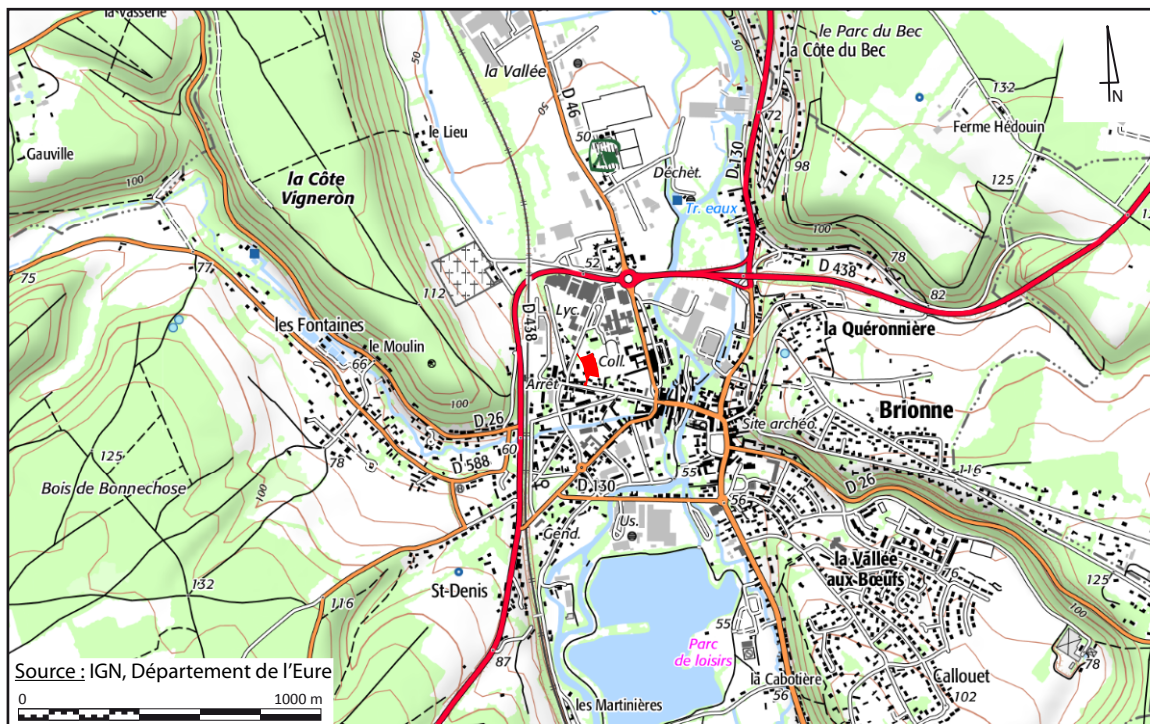 la Vasserie
le Parc du Bec
la Côte du Bec
132
la Vallée
50
50
50
D 46
72
N
le Lieu
50
Ferme Hédouin
Gauville
D 130
98
125
100
la Côte
Vigneron
Déchèt.
Tr. eaux
100
52
78
D 438
75
77
112
82
Lyc.
D 438
la Quéronnière
les Fontaines
le Moulin
66
Coll.
Arrêt
100
Brionne
D 26
Site archéo.
125
78
60
D 588
116
Bois de Bonnechose
100
55
D 26
D 130
56
Us.
Gend.
la Vallée
aux Bœufs
132
116
St-Denis
125
100
55
Parc
de loisirs
78
87
Source : IGN, Département de l'Eure
la Cabotière
Callouet
102
0 1000 m
les Martinières
56